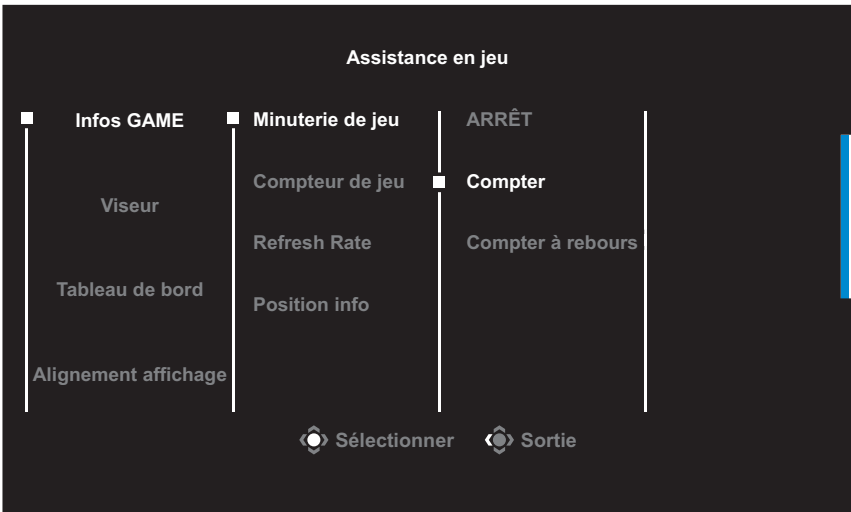 Assistance en jeu
Infos GAME
Minuterie de jeu
ARRÊT
Compteur de jeu
Compter
Viseur
Refresh Rate
Compter à rebours
Tableau de bord
Position info
Alignement affichage
Sélectionner
Sortie